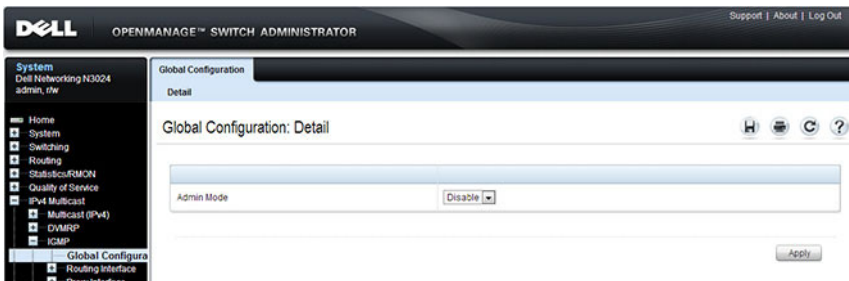 DELL
OPENMANAGE™ SWITCH ADMINISTRATOR
Support | About | Log Out
System
Dell Networking N3024
admin, r/w
Home
System
Switching
Routing
Statistics/RMON
Quality of Service
IPv4 Multicast
Multicast (IPv4)
DVMRP
IGMP
Global Configura
Routing Interface
Global Configuration
Detail
Global Configuration: Detail
?
Admin Mode
Disable
Apply